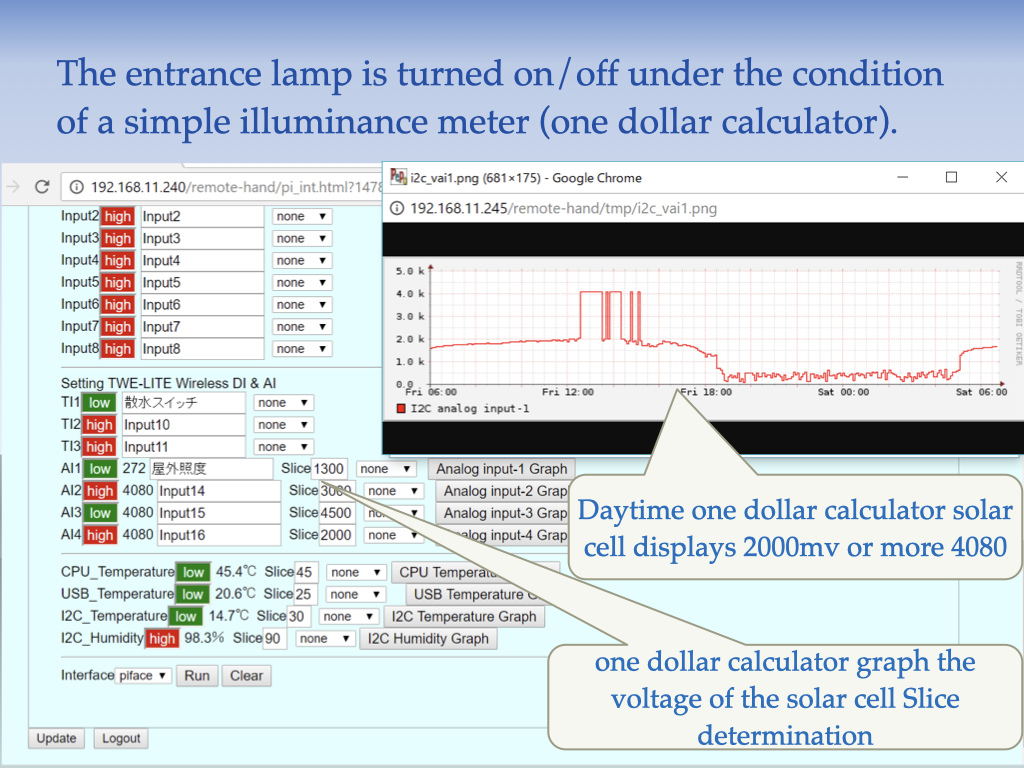 The entrance lamp is turned on/off under the condition
of a simple illuminance meter (one dollar calculator).
192.168.11.240/remote-hand/pi_int.html?1478
Input2 high Input2 none
Input3 high Input3 none
Input4 high Input4 none
Input5 high Input5 none
Input6 high Input6 none
Input7 high Input7 none
Input8 high Input8 none
Setting TWE-LITE Wireless DI & AI
TI1 low 散水スイッチ none
TI2 high Input10 none
TI3 high Input11 none
AI1 low 272 屋外照度 Slice 1300 none Analog input-1 Graph
AI2 high 4080 Input14 Slice 3000 none Analog input-2 Grap
AI3 low 4080 Input15 Slice 4500 none Analog input-3 Grap
AI4 high 4080 Input16 Slice 2000 none alog input-4 Grap
CPU_Temperature low 45.4℃ Slice 45 none CPU Temperatu
USB_Temperature low 20.6℃ Slice 25 none USB Temperature G
I2C_Temperature low 14.7℃ Slice 30 none I2C Temperature Graph
I2C_Humidity high 98.3% Slice 90 none I2C Humidity Graph
Interface piface Run Clear
Update Logout
i2c_vai1.png (681×175) - Google Chrome
192.168.11.245/remote-hand/tmp/i2c_vai1.png
5.0 k
4.0 k
3.0 k
2.0 k
1.0 k
0.0
Fri 06:00 Fri 12:00 Fri 18:00 Sat 00:00 Sat 06:00
I2C analog input-1
RRDTOOL / TOBI OETIKER
Daytime one dollar calculator solar
cell displays 2000mv or more 4080
one dollar calculator graph the
voltage of the solar cell Slice
determination